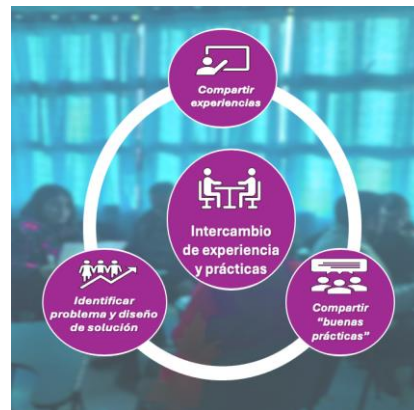 Compartir
experiencias
Intercambio
de experiencia
y prácticas
Identificar
problema y diseño
de solución
Compartir
"buenas
prácticas"